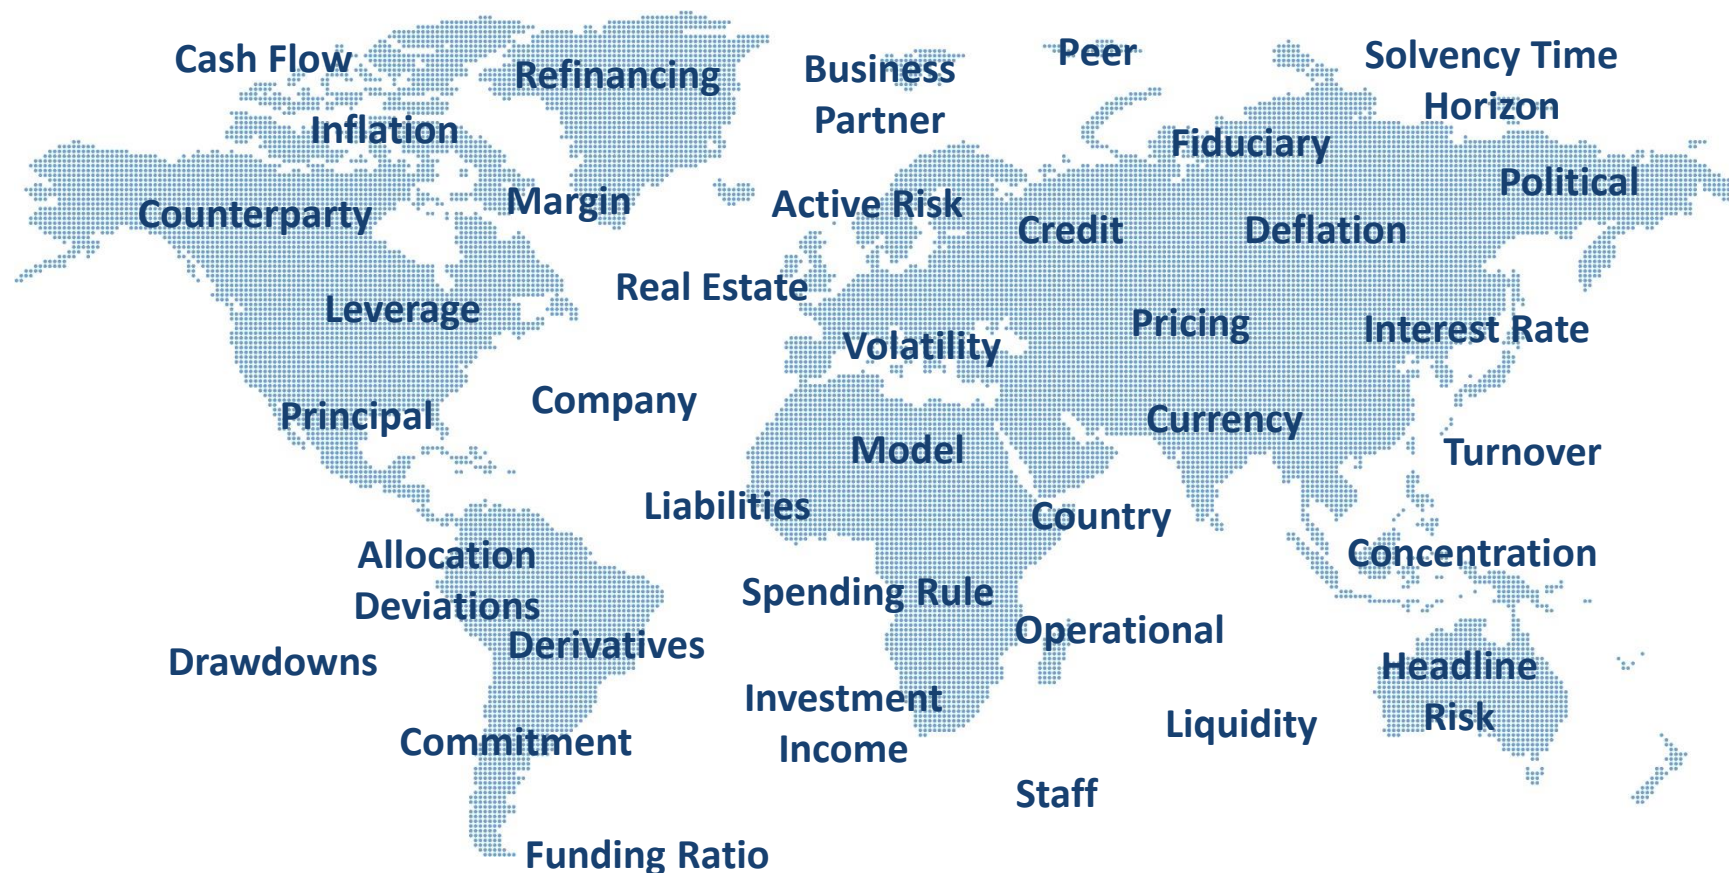 Cash Flow
Refinancing
Business
Partner
Peer
Solvency Time
Horizon
Inflation
Fiduciary
Counterparty
Margin
Active Risk
Credit
Deflation
Political
Real Estate
Leverage
Volatility
Pricing
Interest Rate
Principal
Company
Model
Currency
Turnover
Liabilities
Country
Allocation
Deviations
Spending Rule
Concentration
Drawdowns
Derivatives
Operational
Headline
Risk
Commitment
Investment
Income
Liquidity
Staff
Funding Ratio